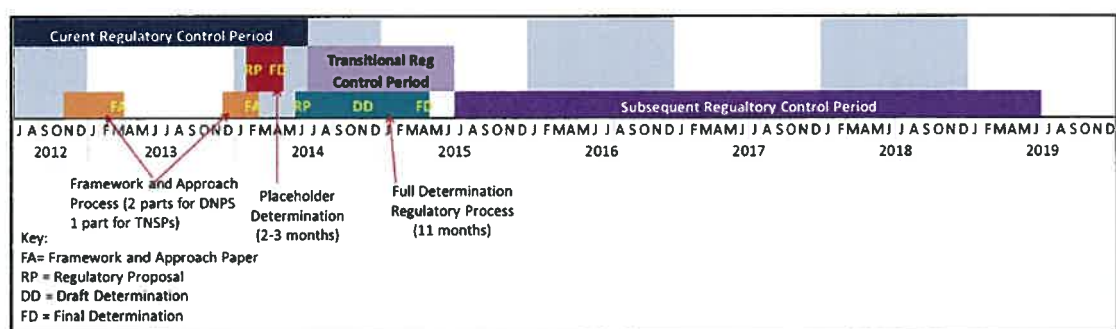 Curent Regulatory Control Period
RP FD
Transitional Reg
Control Period
FA FA RP DD FD
Subsequent Regualtory Control Period
J A S O N D J F M A M J J A S O N D J F M A M J J A S O N D J F M A M J J A S O N D J F M A M J J A S O N D J F M A M J J A S O N D J F M A M J J A S O N D J F M A M J J A S O N D
2012 2013 2014 2015 2016 2017 2018 2019
Framework and Approach
Process (2 parts for DNPS
1 part for TNSPs)
Placeholder
Determination
(2-3 months)
Full Determination
Regulatory Process
(11 months)
Key:
FA= Framework and Approach Paper
RP = Regulatory Proposal
DD = Draft Determination
FD = Final Determination